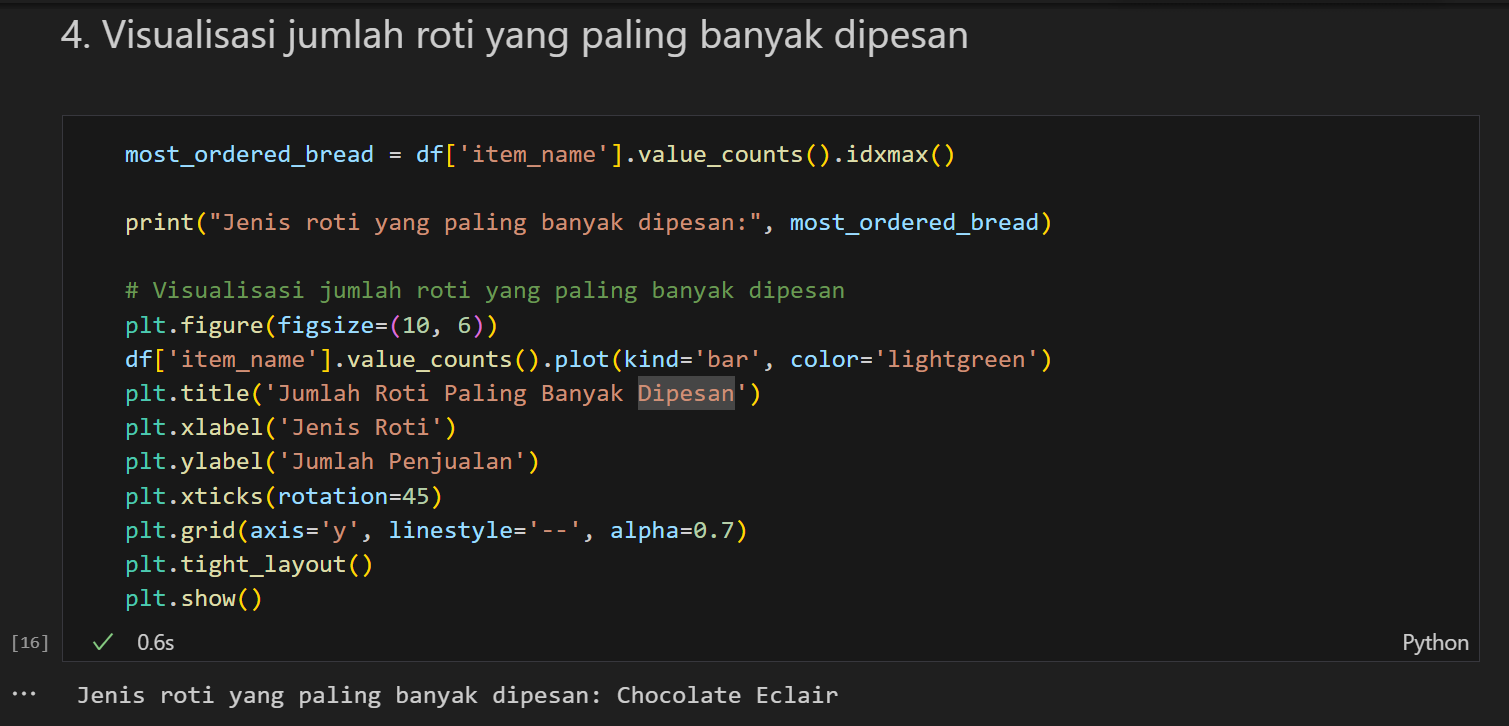 4. Visualisasi jumlah roti yang paling banyak dipesan
most_ordered_bread = df['item_name'].value_counts().idxmax()
print("Jenis roti yang paling banyak dipesan:", most_ordered_bread)
# Visualisasi jumlah roti yang paling banyak dipesan
plt.figure(figsize=(10, 6))
df['item_name'].value_counts().plot(kind='bar', color='lightgreen')
plt.title('Jumlah Roti Paling Banyak Dipesan')
plt.xlabel('Jenis Roti')
plt.ylabel('Jumlah Penjualan')
plt.xticks(rotation=45)
plt.grid(axis='y', linestyle='--', alpha=0.7)
plt.tight_layout()
plt.show()
[16] ✓ 0.6s Python
... Jenis roti yang paling banyak dipesan: Chocolate Eclair